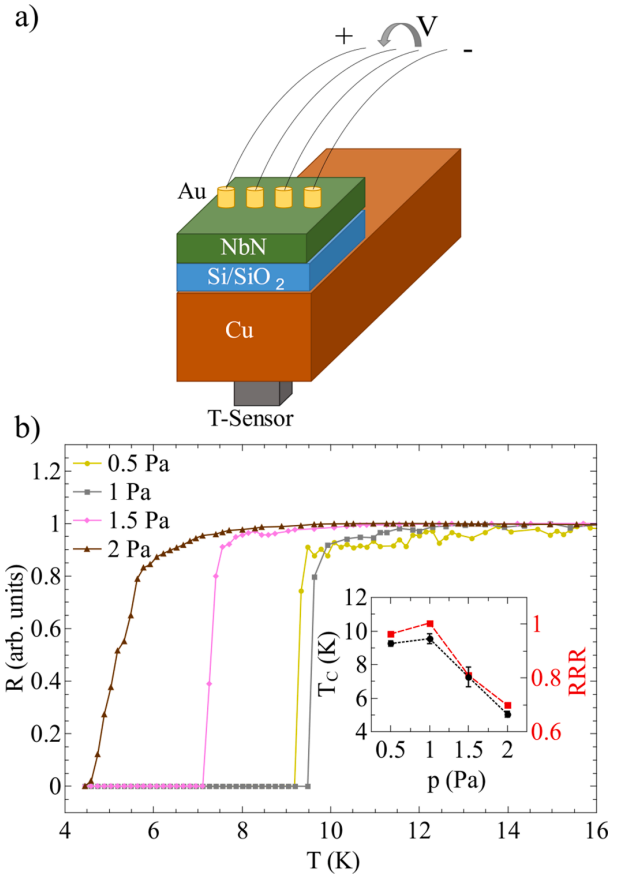 a)
+
V
-
Au
NbN
Si/SiO₂
Cu
T-Sensor
b)
0.5 Pa
1 Pa
1.5 Pa
2 Pa
R (arb. units)
1.2
1
0.8
0.6
0.4
0.2
0
4 6 8 10 12 14 16
T (K)
T_C (K)
12
10
8
6
4
1
0.8
0.6
RRR
0.5 1 1.5 2
p (Pa)